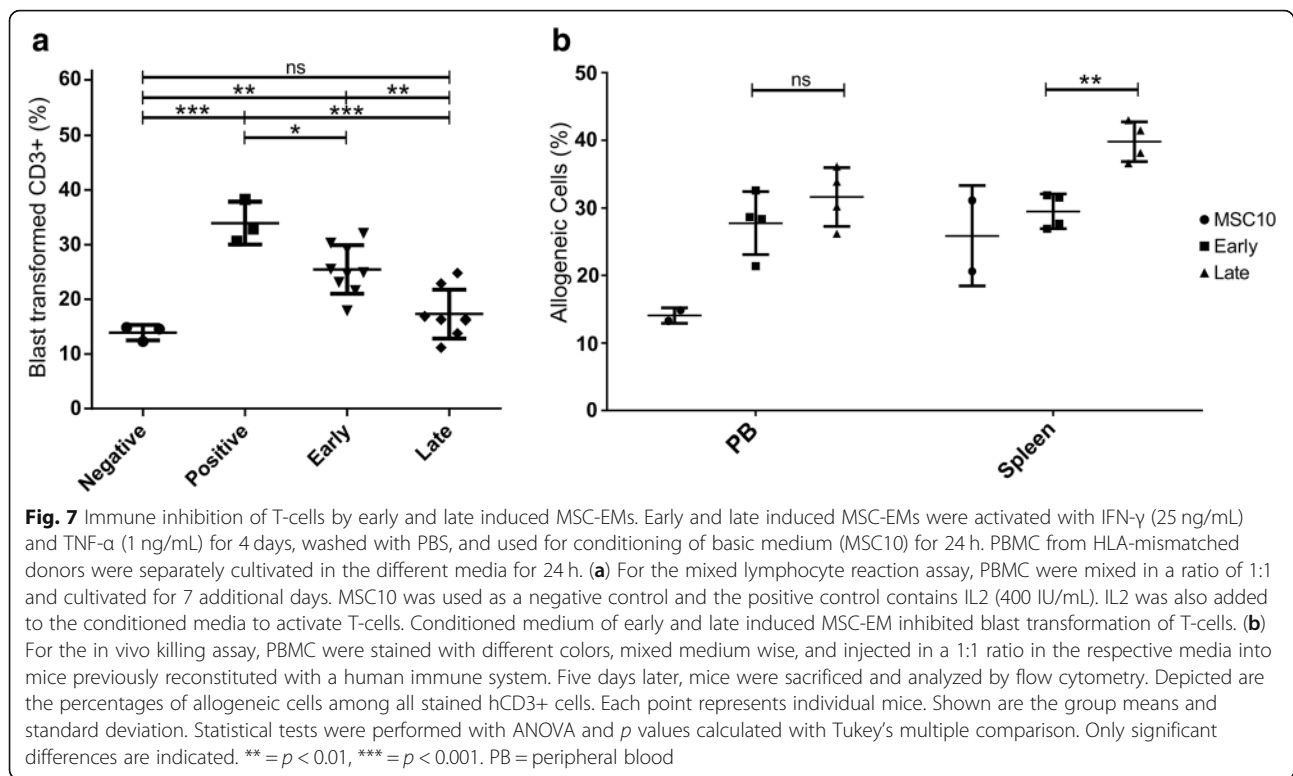 a
ns
**
**
***
***
*
60
50
40
30
20
10
0
Blast transformed CD3+ (%)
Negative
Positive
Early
Late
b
ns
**
50
40
30
20
10
0
Allogeneic Cells (%)
PB
Spleen
MSC10
Early
Late
Fig. 7 Immune inhibition of T-cells by early and late induced MSC-EMs. Early and late induced MSC-EMs were activated with IFN-γ (25 ng/mL)
and TNF-α (1 ng/mL) for 4 days, washed with PBS, and used for conditioning of basic medium (MSC10) for 24 h. PBMC from HLA-mismatched
donors were separately cultivated in the different media for 24 h. (a) For the mixed lymphocyte reaction assay, PBMC were mixed in a ratio of 1:1
and cultivated for 7 additional days. MSC10 was used as a negative control and the positive control contains IL2 (400 IU/mL). IL2 was also added
to the conditioned media to activate T-cells. Conditioned medium of early and late induced MSC-EM inhibited blast transformation of T-cells. (b)
For the in vivo killing assay, PBMC were stained with different colors, mixed medium wise, and injected in a 1:1 ratio in the respective media into
mice previously reconstituted with a human immune system. Five days later, mice were sacrificed and analyzed by flow cytometry. Depicted are
the percentages of allogeneic cells among all stained hCD3+ cells. Each point represents individual mice. Shown are the group means and
standard deviation. Statistical tests were performed with ANOVA and p values calculated with Tukey's multiple comparison. Only significant
differences are indicated. ** = p < 0.01, *** = p < 0.001. PB = peripheral blood